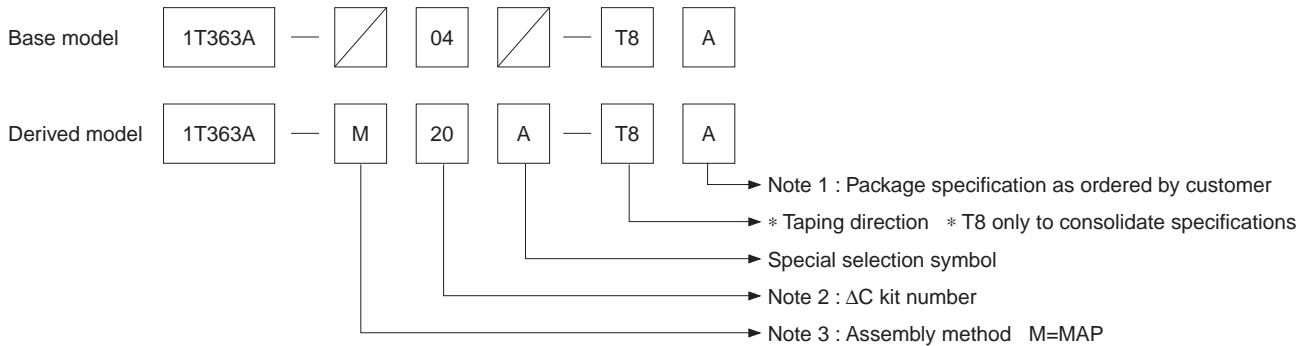 Base model 1T363A — 04 — T8 A
Derived model 1T363A — M 20 A — T8 A
Note 1 : Package specification as ordered by customer
* Taping direction * T8 only to consolidate specifications
Special selection symbol
Note 2 : ΔC kit number
Note 3 : Assembly method M=MAP